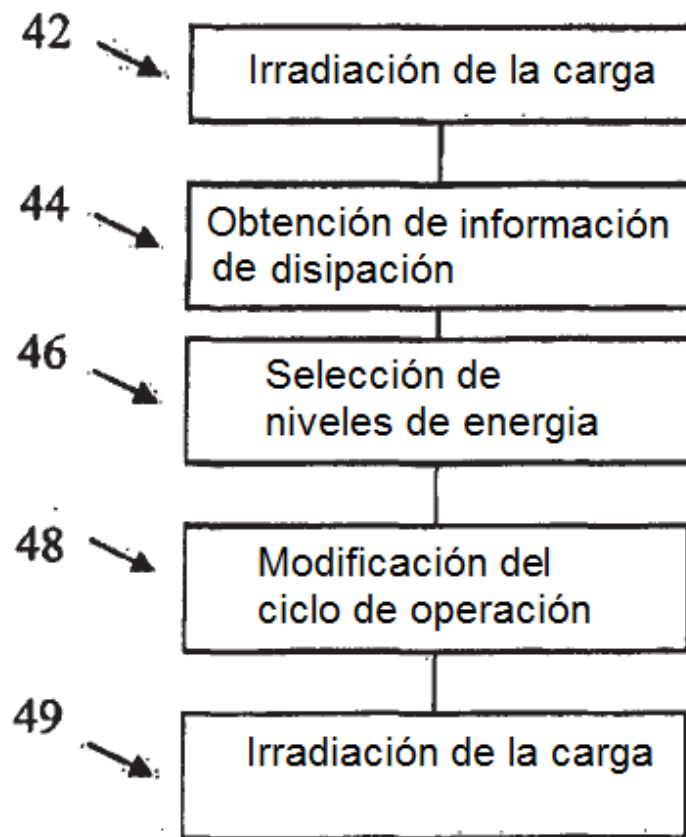 42
Irradiación de la carga
44
Obtención de información
de disipación
46
Selección de
niveles de energia
48
Modificación del
ciclo de operación
49
Irradiación de la carga